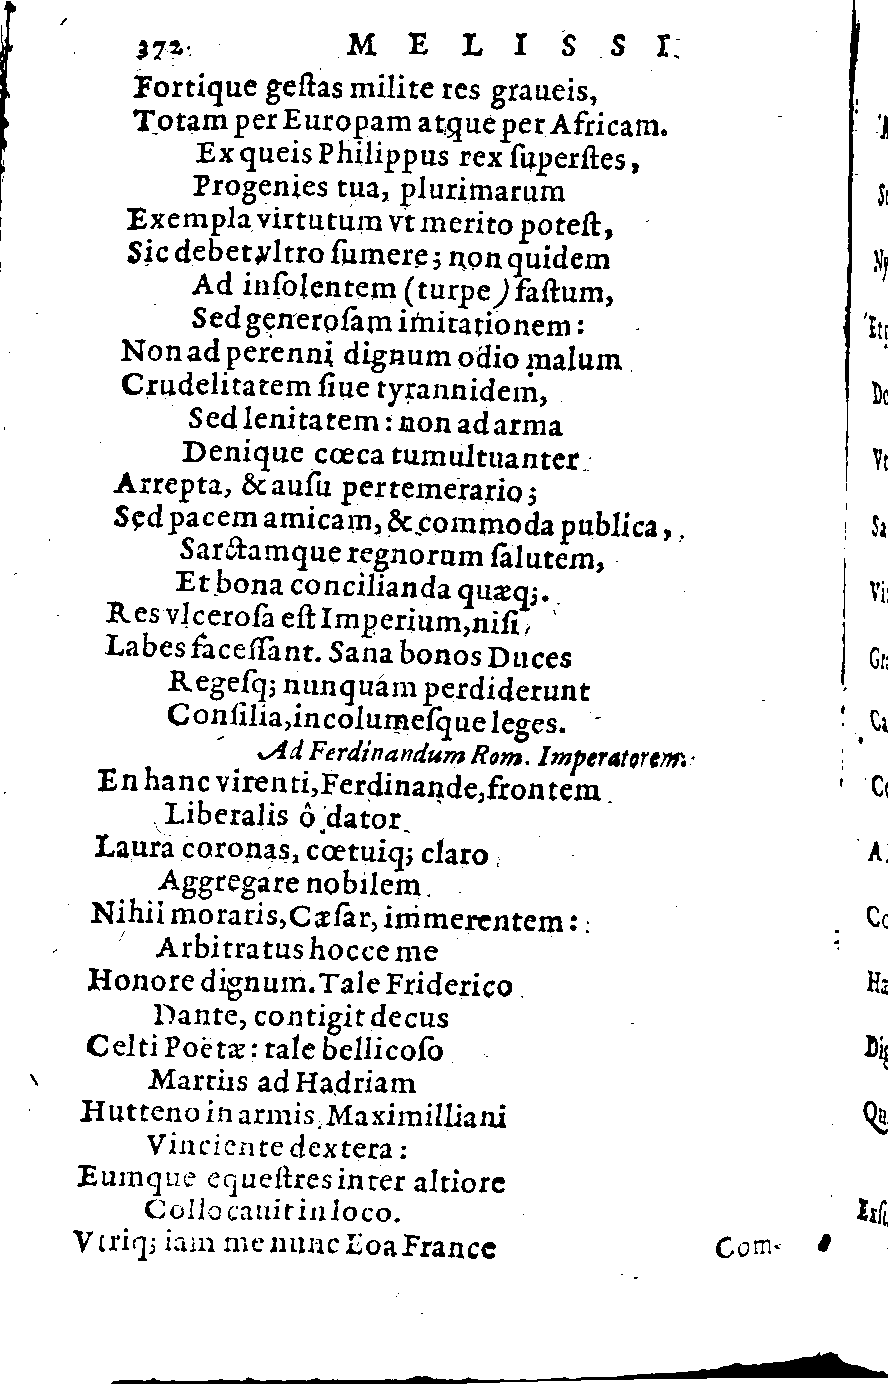 372. MELISSI.
Fortique geſtas milite res graueis,
Totam per Europam atque per Africam.
Ex queis Philippus rex ſuperſtes,
Progenies tua, plurimarum
Exempla virtutum vt merito poteſt,
Sic debet vltro ſumere; non quidem
Ad inſolentem (turpe) faſtum,
Sed generoſam imitationem:
Non ad perenni dignum odio malum
Crudelitatem ſiue tyrannidem,
Sed lenitatem: non ad arma
Denique cœca tumultuanter
Arrepta, & auſu pertemerario;
Sed pacem amicam, & commoda publica,
Sarctamque regnorum ſalutem,
Et bona concilianda quæq;.
Res vlceroſa eſt Imperium, niſi
Labes faceſſant. Sana bonos Duces
Regeſq; nunquám perdiderunt
Conſilia, incolumeſque leges.
Ad Ferdinandum Rom. Imperatorem.
En hanc virenti, Ferdinande, frontem
Liberalis ô dator
Laura coronas, cœtuiq; claro
Aggregare nobilem
Nihil moraris, Cæſar, immerentem:
Arbitratus hocce me
Honore dignum. Tale Friderico
Dante, contigit decus
Celti Poëtæ: tale bellicoſo
Martiis ad Hadriam
Hutteno in armis Maximilliani
Vinciente dextera:
Eumque equeſtres inter altiore
Collocauit in loco.
Vtriq; iam me nunc Eoa France
Com-